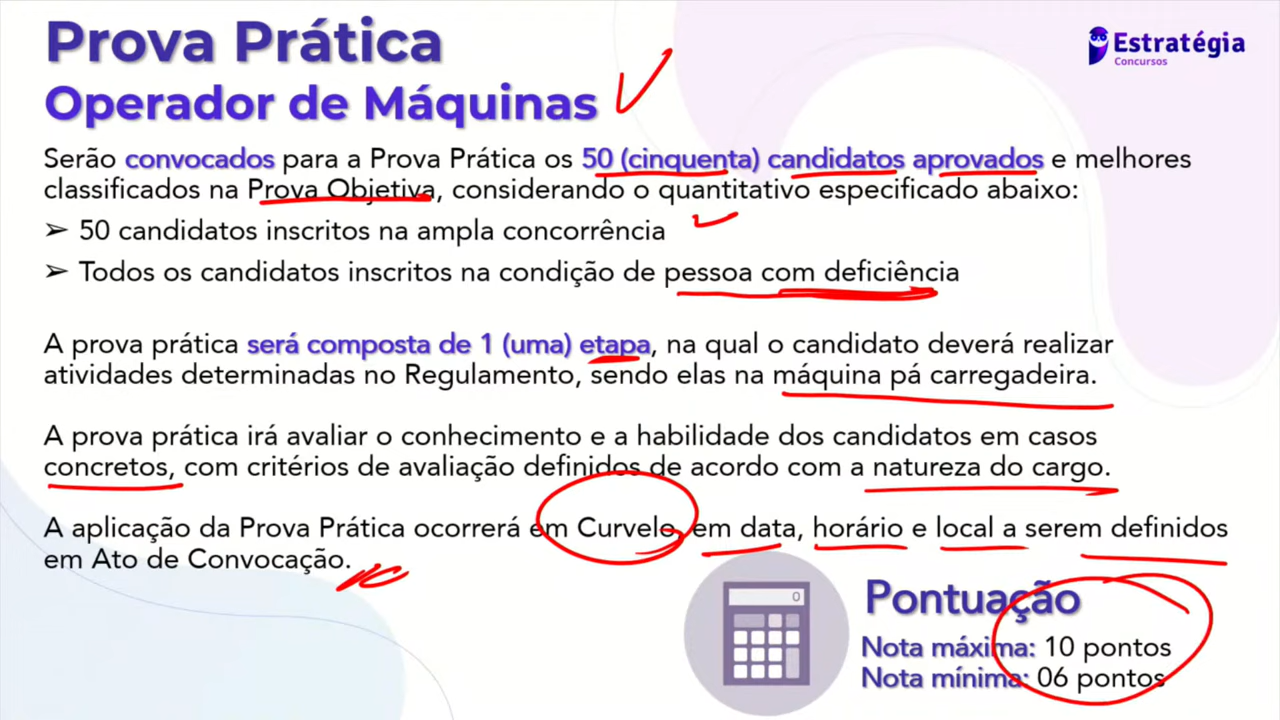 Prova Prática
Estratégia
Concursos
Operador de Máquinas
Serão convocados para a Prova Prática os 50 (cinquenta) candidatos aprovados e melhores
classificados na Prova Objetiva, considerando o quantitativo especificado abaixo:
➢ 50 candidatos inscritos na ampla concorrência
➢ Todos os candidatos inscritos na condição de pessoa com deficiência
A prova prática será composta de 1 (uma) etapa, na qual o candidato deverá realizar
atividades determinadas no Regulamento, sendo elas na máquina pá carregadeira.
A prova prática irá avaliar o conhecimento e a habilidade dos candidatos em casos
concretos, com critérios de avaliação definidos de acordo com a natureza do cargo.
A aplicação da Prova Prática ocorrerá em Curvelo, em data, horário e local a serem definidos
em Ato de Convocação.
0
Pontuação
Nota máxima: 10 pontos
Nota mínima: 06 pontos